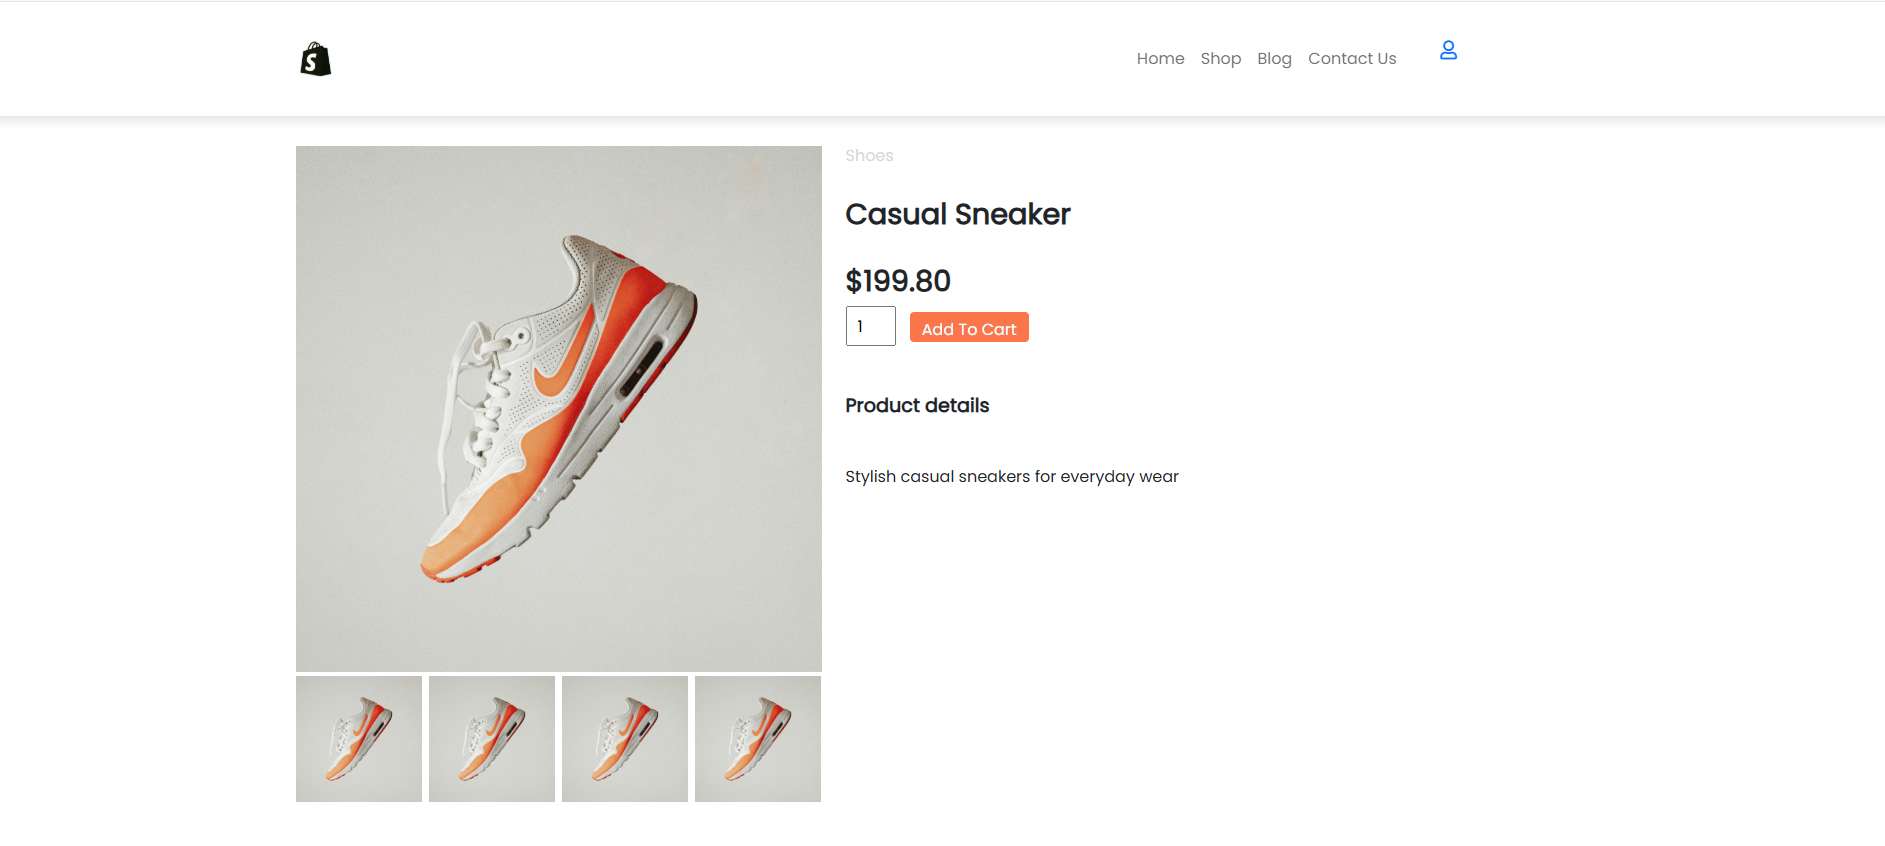 S
Home Shop Blog Contact Us
Shoes
Casual Sneaker
$199.80
1 Add To Cart
Product details
Stylish casual sneakers for everyday wear